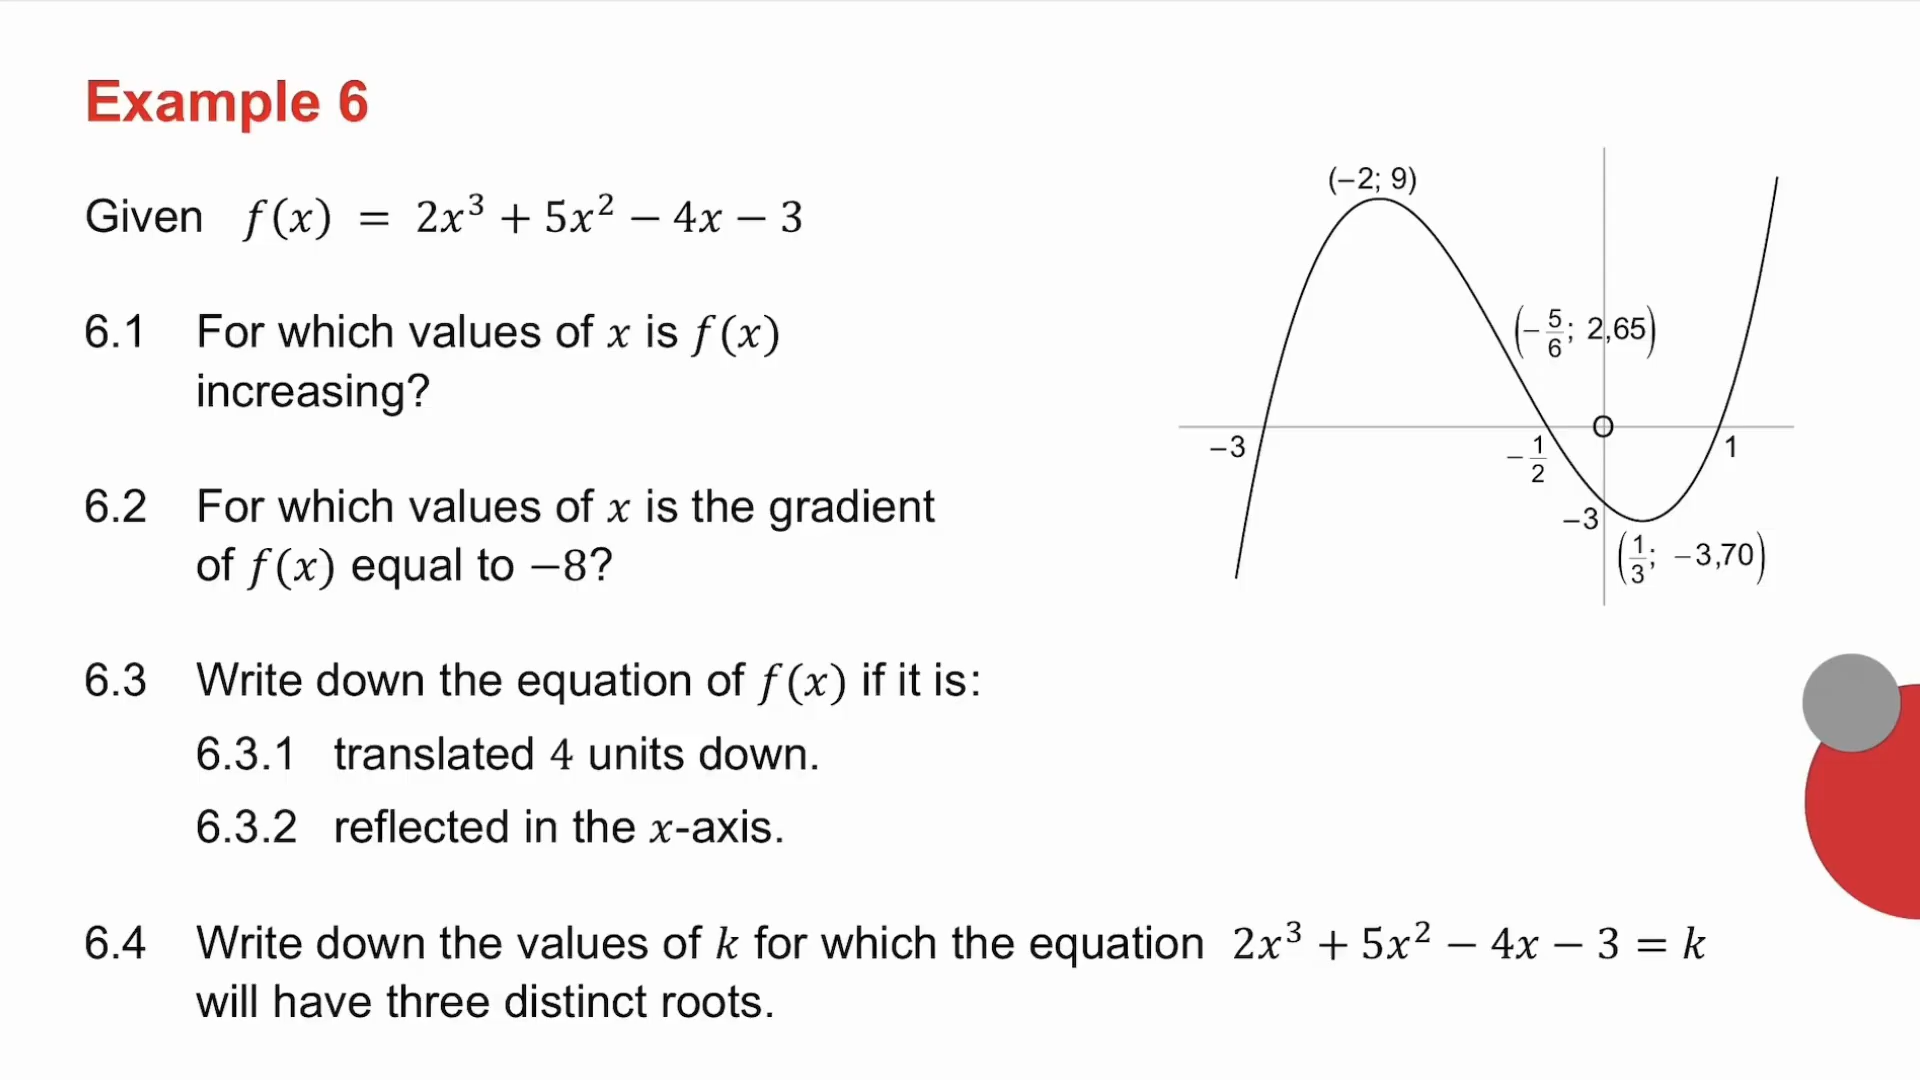 Example 6
Given f(x) = 2x³ + 5x² − 4x − 3
6.1 For which values of x is f(x)
increasing?
6.2 For which values of x is the gradient
of f(x) equal to −8?
6.3 Write down the equation of f(x) if it is:
6.3.1 translated 4 units down.
6.3.2 reflected in the x-axis.
6.4 Write down the values of k for which the equation 2x³ + 5x² − 4x − 3 = k
will have three distinct roots.
(−2; 9)
(−5/6; 2,65)
O
−3
−1/2
1
−3
(1/3; −3,70)